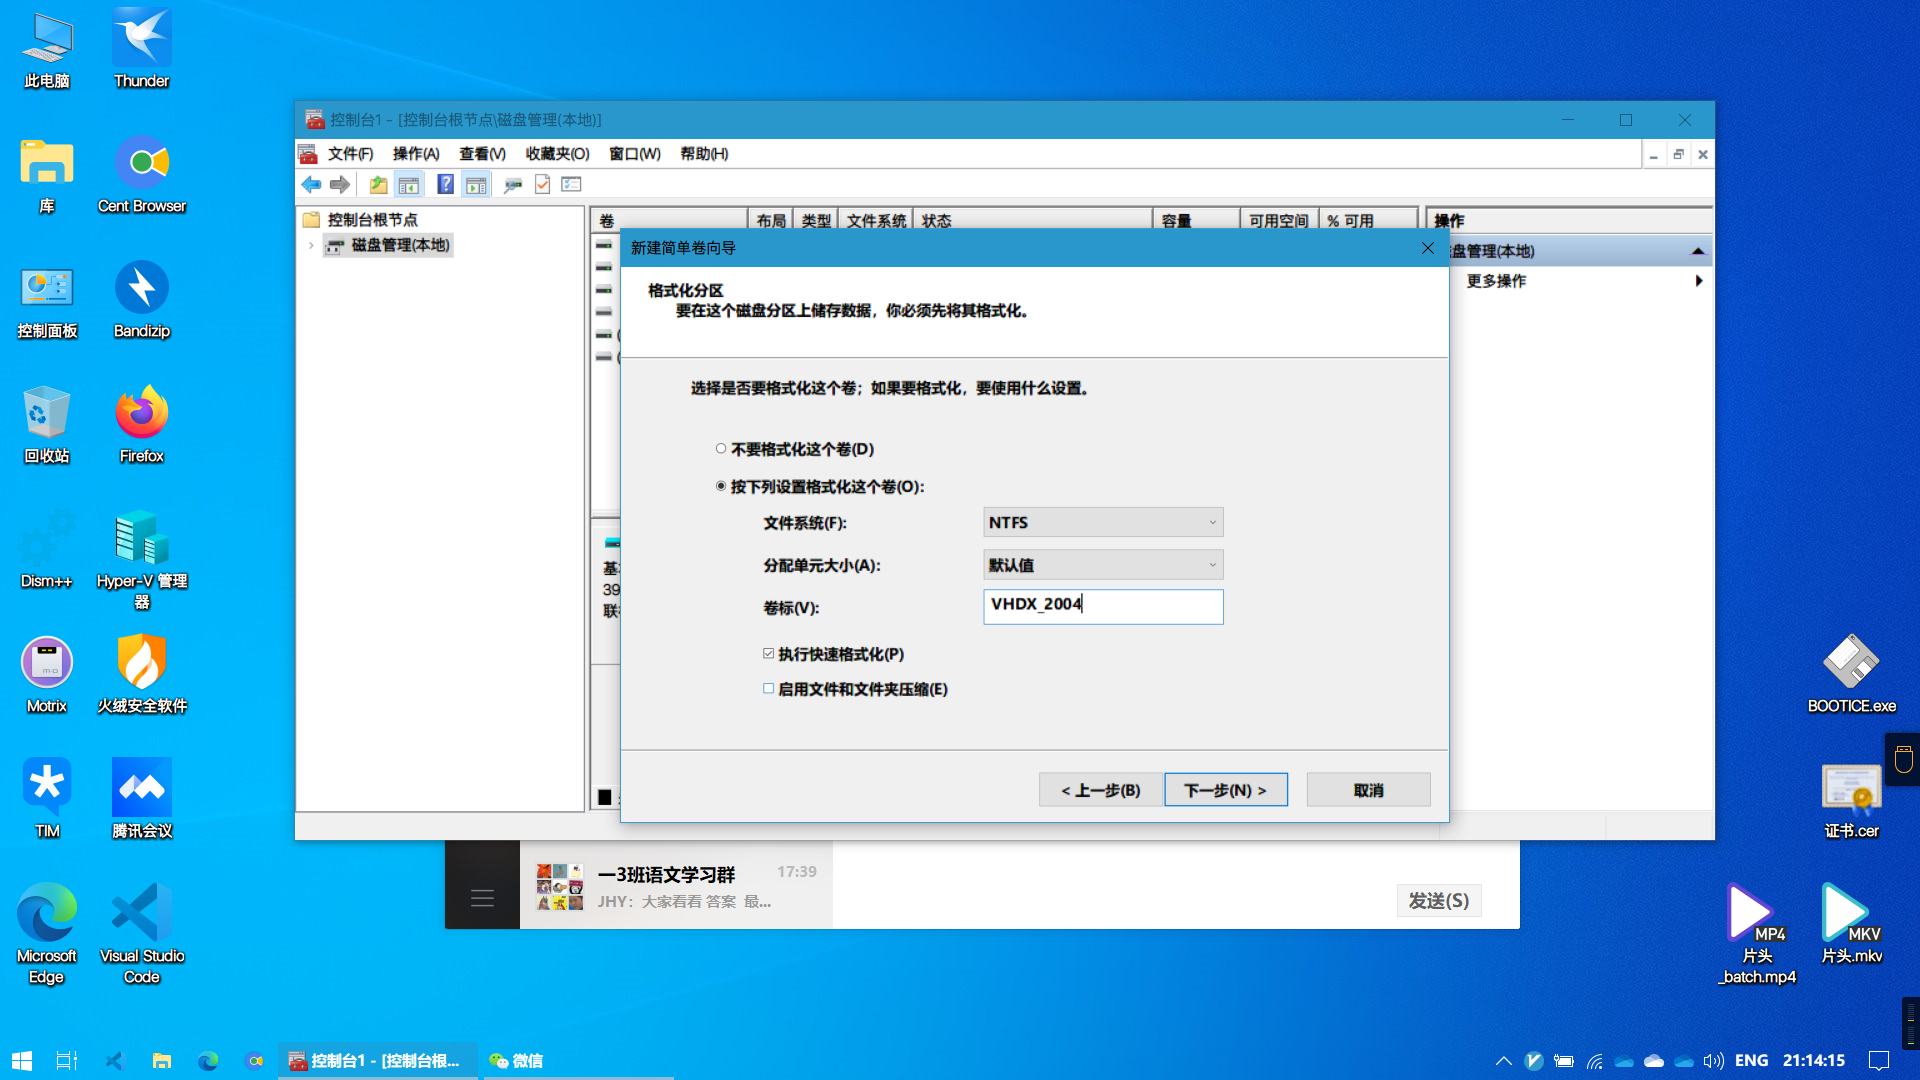 此电脑
Thunder
库
Cent Browser
控制面板
Bandizip
回收站
Firefox
Dism++
Hyper-V 管理
器
Motrix
火绒安全软件
TIM
腾讯会议
Microsoft
Edge
Visual Studio
Code
控制台1 - [控制台根节点\磁盘管理(本地)]
文件(F) 操作(A) 查看(V) 收藏夹(O) 窗口(W) 帮助(H)
控制台根节点
磁盘管理(本地)
卷 布局 类型 文件系统 状态 容量 可用空间 % 可用
操作
盘管理(本地)
更多操作
39
新建简单卷向导
格式化分区
要在这个磁盘分区上储存数据，你必须先将其格式化。
选择是否要格式化这个卷；如果要格式化，要使用什么设置。
不要格式化这个卷(D)
按下列设置格式化这个卷(O):
文件系统(F): NTFS
分配单元大小(A): 默认值
卷标(V): VHDX_2004
执行快速格式化(P)
启用文件和文件夹压缩(E)
< 上一步(B) 下一步(N) > 取消
一3班语文学习群 17:39
JHY：大家看看 答案 最...
发送(S)
BOOTICE.exe
证书.cer
MP4
片头
_batch.mp4
MKV
片头.mkv
控制台1 - [控制台根... 微信
ENG 21:14:15